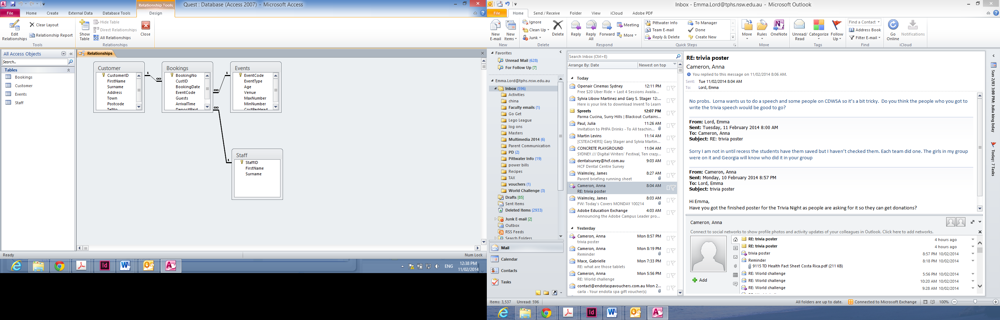 Relationship Tools
Quest : Database (Access 2007) - Microsoft Access
File Home Create External Data Database Tools Design
Edit Relationships
Clear Layout
Relationship Report
Tools
Show Table
Hide Table
Direct Relationships
All Relationships
Close
Relationships
All Access Objects
Search...
Tables
Bookings
Customer
Events
Staff
Relationships
Customer
CustomerID
FirstName
Surname
Address
Town
Postcode
TelNo
1 ∞
Bookings
BookingNo
CustID
BookingDate
EventCode
Guests
ArrivalTime
DepositPaid
∞ 1
Events
EventCode
EventType
Age
Venue
MaxNumber
MinNumber
CostPerHead
∞ 1
Staff
StaffID
FirstName
Surname
Ready
Num Lock
ENG
12:38 PM
11/02/2014
Inbox - Emma.Lord@tphs.nsw.edu.au - Microsoft Outlook
File Home Send / Receive Folder View iCloud Adobe PDF
New E-mail
New Items
New
Ignore
Clean Up
Junk
Delete
Delete
Reply
Reply All
Forward
Meeting
More
Respond
Pittwater Info
Team E-mail
Reply & Delete
To Manager
Done
Create New
Quick Steps
Move
Rules
OneNote
Move
Unread/ Read
Categorize
Follow Up
Tags
Find a Contact
Address Book
Filter E-mail
Find
Go Online
Notifications
iCloud
Favorites
Unread Mail (628)
For Follow Up [7]
Emma.Lord@tphs.nsw.edu.au
Inbox (596)
Activities
china
Faculty emails (1)
Go Get
Lego League
log ons
Masters
Multimedia 2014 (6)
Parent Communication
PD (2)
Pittwater Info (19)
power bills
Recipes
TAX
vouchers (1)
World Challenge (3)
Drafts [85]
Sent Items
Deleted Items (2933)
Junk E-mail [2]
Outbox
RSS Feeds
Search Folders
Mail
Calendar
Contacts
Tasks
Search Inbox (Ctrl+E)
Arrange By: Date Newest on top
Today
Openair Cinemas Sydney 12:11 PM
Free $20 Uber Ride + Last 4 Sessions Availa...
Sylvia Libow Martinez and Gary S. Stager 12:...
Here is your link to download Invent To Learn
Spreets 12:07 PM
Parma Cucina, Surry Hills | Blackout Curtains...
Paul, Julia 11:26 AM
Invitation to PHPA Drinks - To All teachin...
Martin Levins 11:14 AM
[CSTEACHERS] Gary Stager and Sylvia Martin...
CONCRETE PLAYGROUND 11:04 AM
SYDNEY /// Digital Writers' Festival, Ten crazy...
dentalsurvey@hcf.com.au 9:03 AM
HCF Dental Centre Survey
Walmsley, James 8:27 AM
Parent briefing running sheet
Cameron, Anna 8:04 AM
RE: trivia poster
Walmsley, James 8:03 AM
FW: Today's Covers MONDAY 100214
Adobe Education Exchange 4:03 AM
Announcing the Adobe Campus Leader pro...
Yesterday
Cameron, Anna Mon 8:57 PM
trivia poster
Cameron, Anna Mon 8:19 PM
Reminder
Mace, Gabrielle Mon 7:33 PM
RE: what are those tablets
Cameron, Anna Mon 5:56 PM
RE: World challenge
contact@endotaspavouchers.com.au Mon 2...
carla - Your endota spa gift voucher(s)
RE: trivia poster
Cameron, Anna
You replied to this message on 11/02/2014 8:06 AM.
Sent: Tue 11/02/2014 8:04 AM
To: Lord, Emma
No probs. Lorna wants us to do a speech and some people on CDWSA so it's a bit tricky. Do you think the people who you got to
write the trivia speech would be good to go?
From: Lord, Emma
Sent: Tuesday, 11 February 2014 8:00 AM
To: Cameron, Anna
Subject: RE: trivia poster
Sorry I am not in until recess the students have them saved but I haven't checked them. Each team did one. The girls in my group
were on it and Georgia will know who did it in your group
From: Cameron, Anna
Sent: Monday, 10 February 2014 8:57 PM
To: Lord, Emma
Subject: trivia poster
Hi Emma,
Have you got the finished poster for the Trivia Night as people are asking for it so they can get donations?
Cameron, Anna
Connect to social networks to show profile photos and activity updates of your colleagues in Outlook. Click here to add networks.
Add
RE: trivia poster 4 hours ago
RE: trivia poster 4 hours ago
trivia poster 8:57 PM 10/02/2014
Reminder 8:18 PM 10/02/2014
9115 TD Health Fact Sheet Costa Rica.pdf (211 KB)
RE: World challenge 5:56 PM 10/02/2014
RE: World challenge 10:20 AM 10/02/2014
RE: World challenge 9:28 AM 10/02/2014
Sun 2/03 3:00 PM: Julia king bday
Today: 7 Tasks
Items: 3,537 Unread: 596
All folders are up to date. Connected to Microsoft Exchange 100%